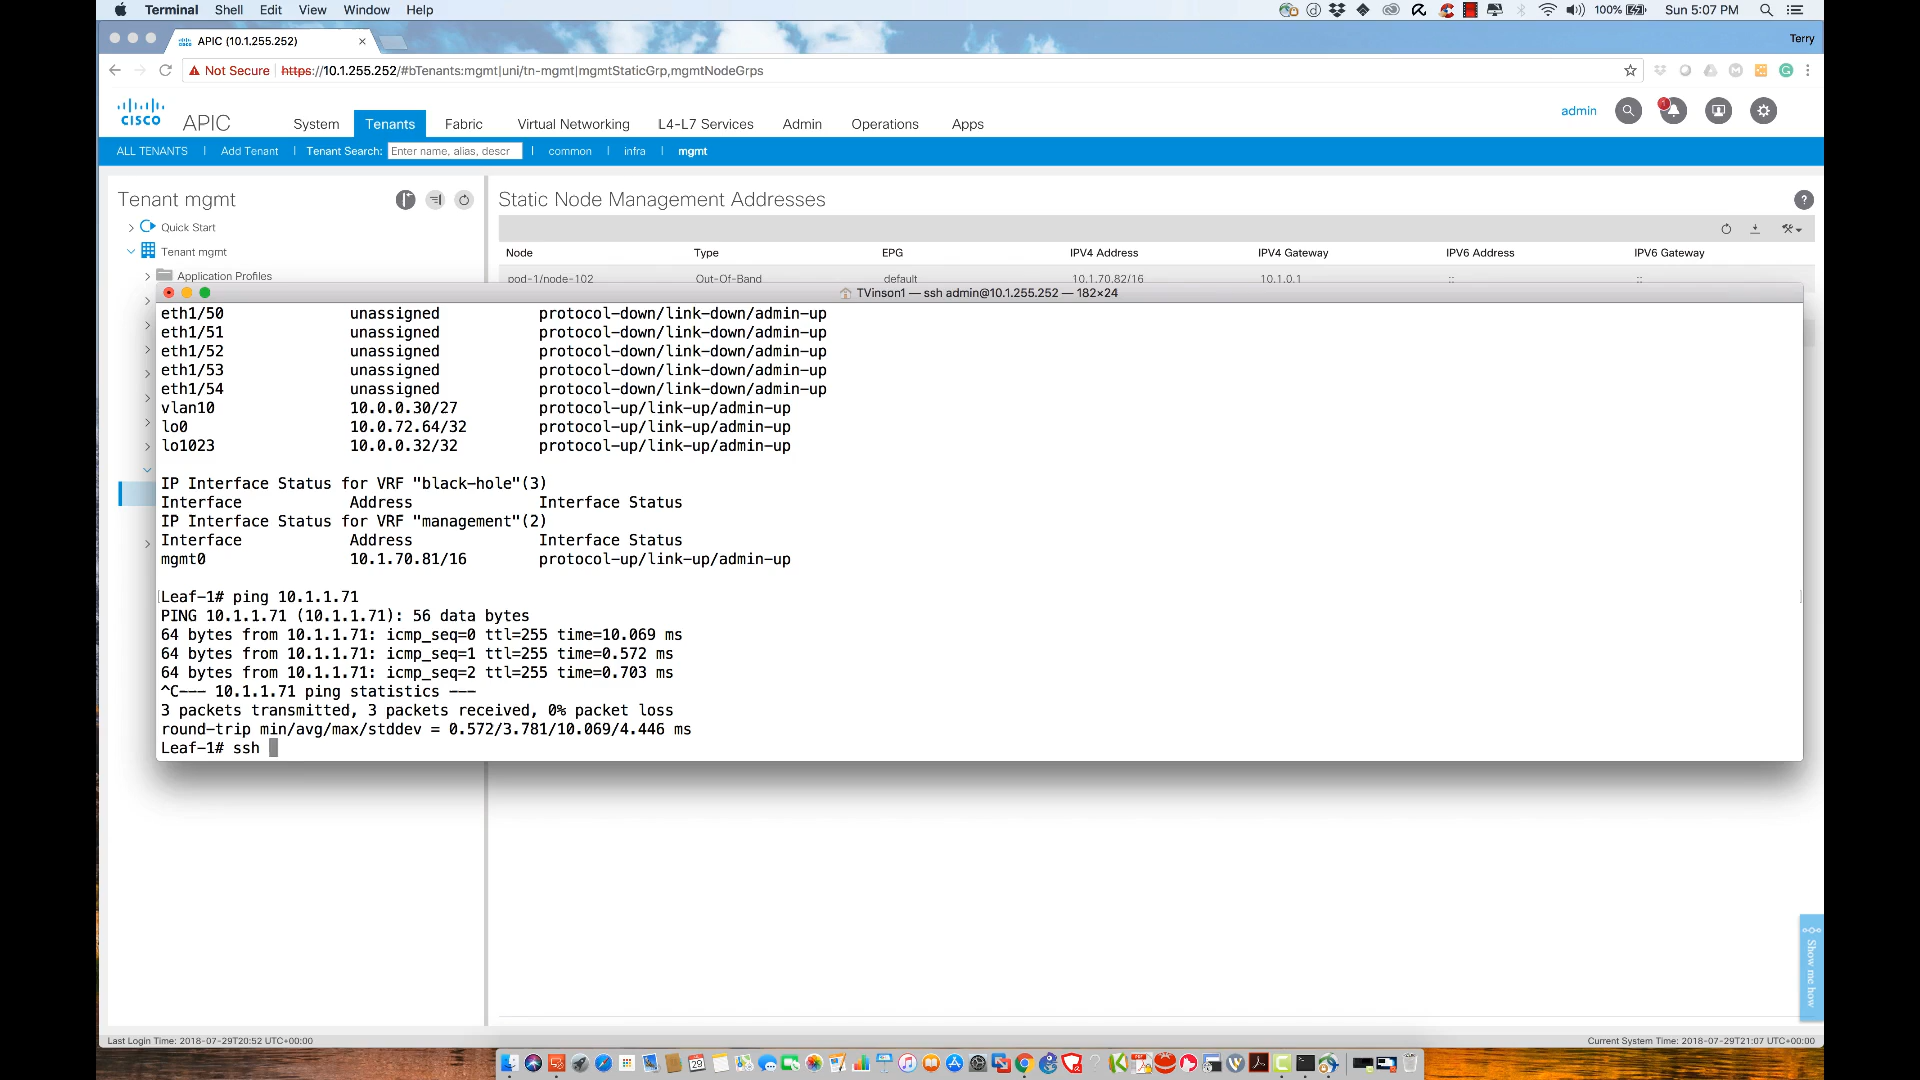 Terminal Shell Edit View Window Help 100% Sun 5:07 PM
APIC (10.1.255.252) Terry
Not Secure https://10.1.255.252/#bTenants:mgmt|uni/tn-mgmt|mgmtStaticGrp,mgmtNodeGrps
CISCO APIC System Tenants Fabric Virtual Networking L4-L7 Services Admin Operations Apps admin 1
ALL TENANTS | Add Tenant | Tenant Search: Enter name, alias, descr | common | infra | mgmt
Tenant mgmt
Quick Start
Tenant mgmt
Application Profiles
Static Node Management Addresses
Node Type EPG IPV4 Address IPV4 Gateway IPV6 Address IPV6 Gateway
pod-1/node-102 Out-Of-Band default 10.1.70.82/16 10.1.0.1 :: ::
TVinson1 — ssh admin@10.1.255.252 — 182×24
eth1/50 unassigned protocol-down/link-down/admin-up
eth1/51 unassigned protocol-down/link-down/admin-up
eth1/52 unassigned protocol-down/link-down/admin-up
eth1/53 unassigned protocol-down/link-down/admin-up
eth1/54 unassigned protocol-down/link-down/admin-up
vlan10 10.0.0.30/27 protocol-up/link-up/admin-up
lo0 10.0.72.64/32 protocol-up/link-up/admin-up
lo1023 10.0.0.32/32 protocol-up/link-up/admin-up
IP Interface Status for VRF "black-hole"(3)
Interface Address Interface Status
IP Interface Status for VRF "management"(2)
Interface Address Interface Status
mgmt0 10.1.70.81/16 protocol-up/link-up/admin-up
Leaf-1# ping 10.1.1.71
PING 10.1.1.71 (10.1.1.71): 56 data bytes
64 bytes from 10.1.1.71: icmp_seq=0 ttl=255 time=10.069 ms
64 bytes from 10.1.1.71: icmp_seq=1 ttl=255 time=0.572 ms
64 bytes from 10.1.1.71: icmp_seq=2 ttl=255 time=0.703 ms
^C--- 10.1.1.71 ping statistics ---
3 packets transmitted, 3 packets received, 0% packet loss
round-trip min/avg/max/stddev = 0.572/3.781/10.069/4.446 ms
Leaf-1# ssh
Show me how
Last Login Time: 2018-07-29T20:52 UTC+00:00
Current System Time: 2018-07-29T21:07 UTC+00:00